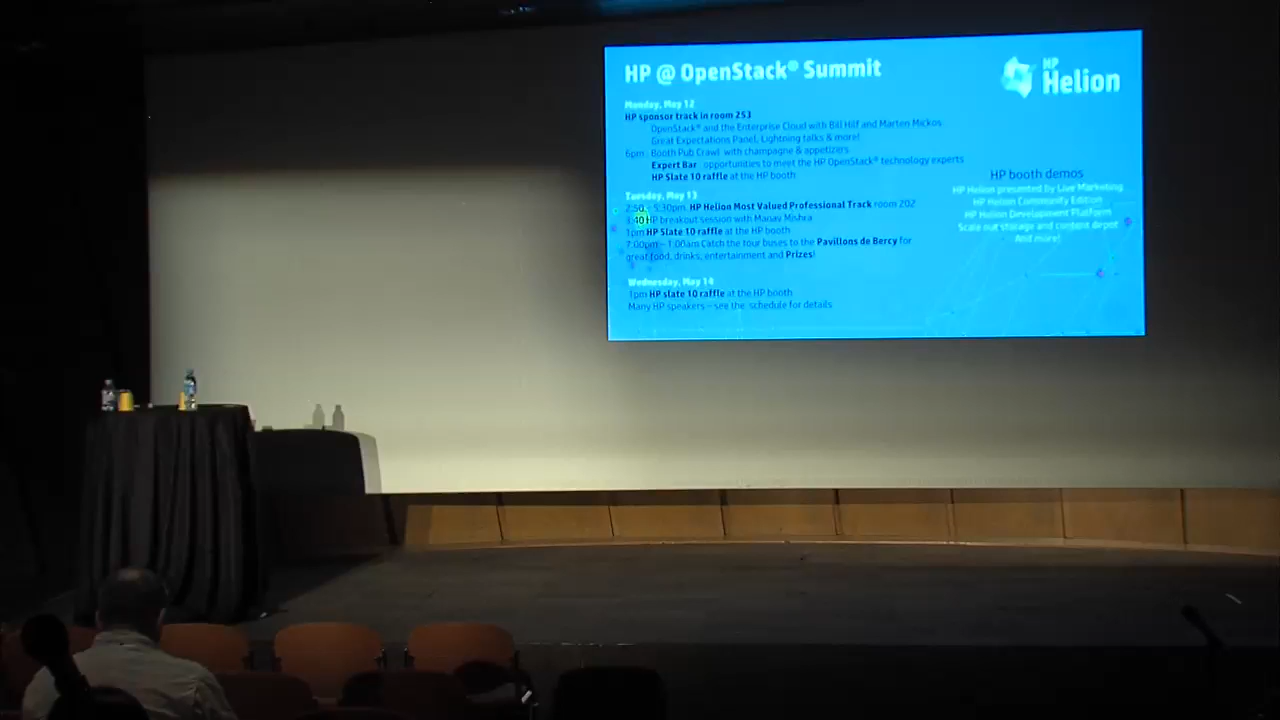 HP @ OpenStack® Summit
HP
Helion
Monday, May 12
HP sponsor track in room 253
OpenStack® and the Enterprise Cloud with Bill Hilf and Marten Mickos
Great Expectations Panel, Lightning talks & more!
6pm: Booth Pub Crawl with champagne & appetizers
Expert Bar opportunities to meet the HP OpenStack® technology experts
HP Slate 10 raffle at the HP booth
Tuesday, May 13
2:50 – 5:30pm HP Helion Most Valued Professional Track room 202
:40 HP breakout session with Manav Mishra
1pm HP Slate 10 raffle at the HP booth
7:00pm – 1:00am Catch the tour buses to the Pavillons de Bercy for
great food, drinks, entertainment and Prizes!
Wednesday, May 14
1pm HP slate 10 raffle at the HP booth
Many HP speakers – see the schedule for details
HP booth demos
HP Helion presented by Live Marketing
HP Helion Community Edition
HP Helion Development Platform
Scale out storage and content depot
And more!